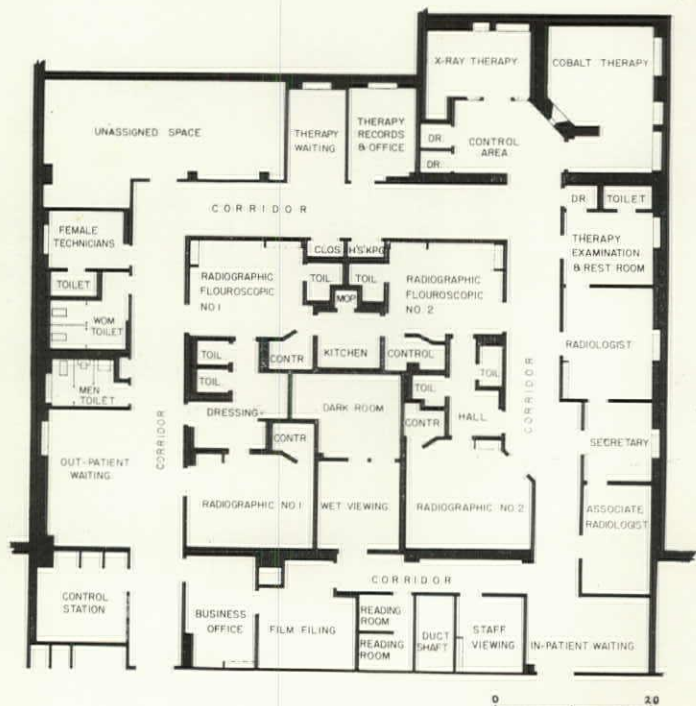 X-RAY THERAPY
COBALT THERAPY
UNASSIGNED SPACE
THERAPY
WAITING
THERAPY
RECORDS
& OFFICE
DR.
DR.
CONTROL
AREA
CORRIDOR
DR.
TOILET
FEMALE
TECHNICIANS
TOILET
WOM
TOILET
MEN
TOILET
CLOS
H'S'KPG
RADIOGRAPHIC
FLOUROSCOPIC
NO.1
TOIL
TOIL
MOP
RADIOGRAPHIC
FLOUROSCOPIC
NO. 2
THERAPY
EXAMINATION
& REST ROOM
TOIL
TOIL
CONTR
KITCHEN
CONTROL
TOIL
TOIL
RADIOLOGIST
DRESSING
DARK ROOM
CONTR
HALL
CORRIDOR
CORRIDOR
CONTR
SECRETARY
OUT-PATIENT
WAITING
RADIOGRAPHIC NO.1
WET VIEWING
RADIOGRAPHIC NO.2
ASSOCIATE
RADIOLOGIST
CORRIDOR
CONTROL
STATION
BUSINESS
OFFICE
FILM FILING
READING
ROOM
READING
ROOM
DUCT
SHAFT
STAFF
VIEWING
IN-PATIENT WAITING
0 20